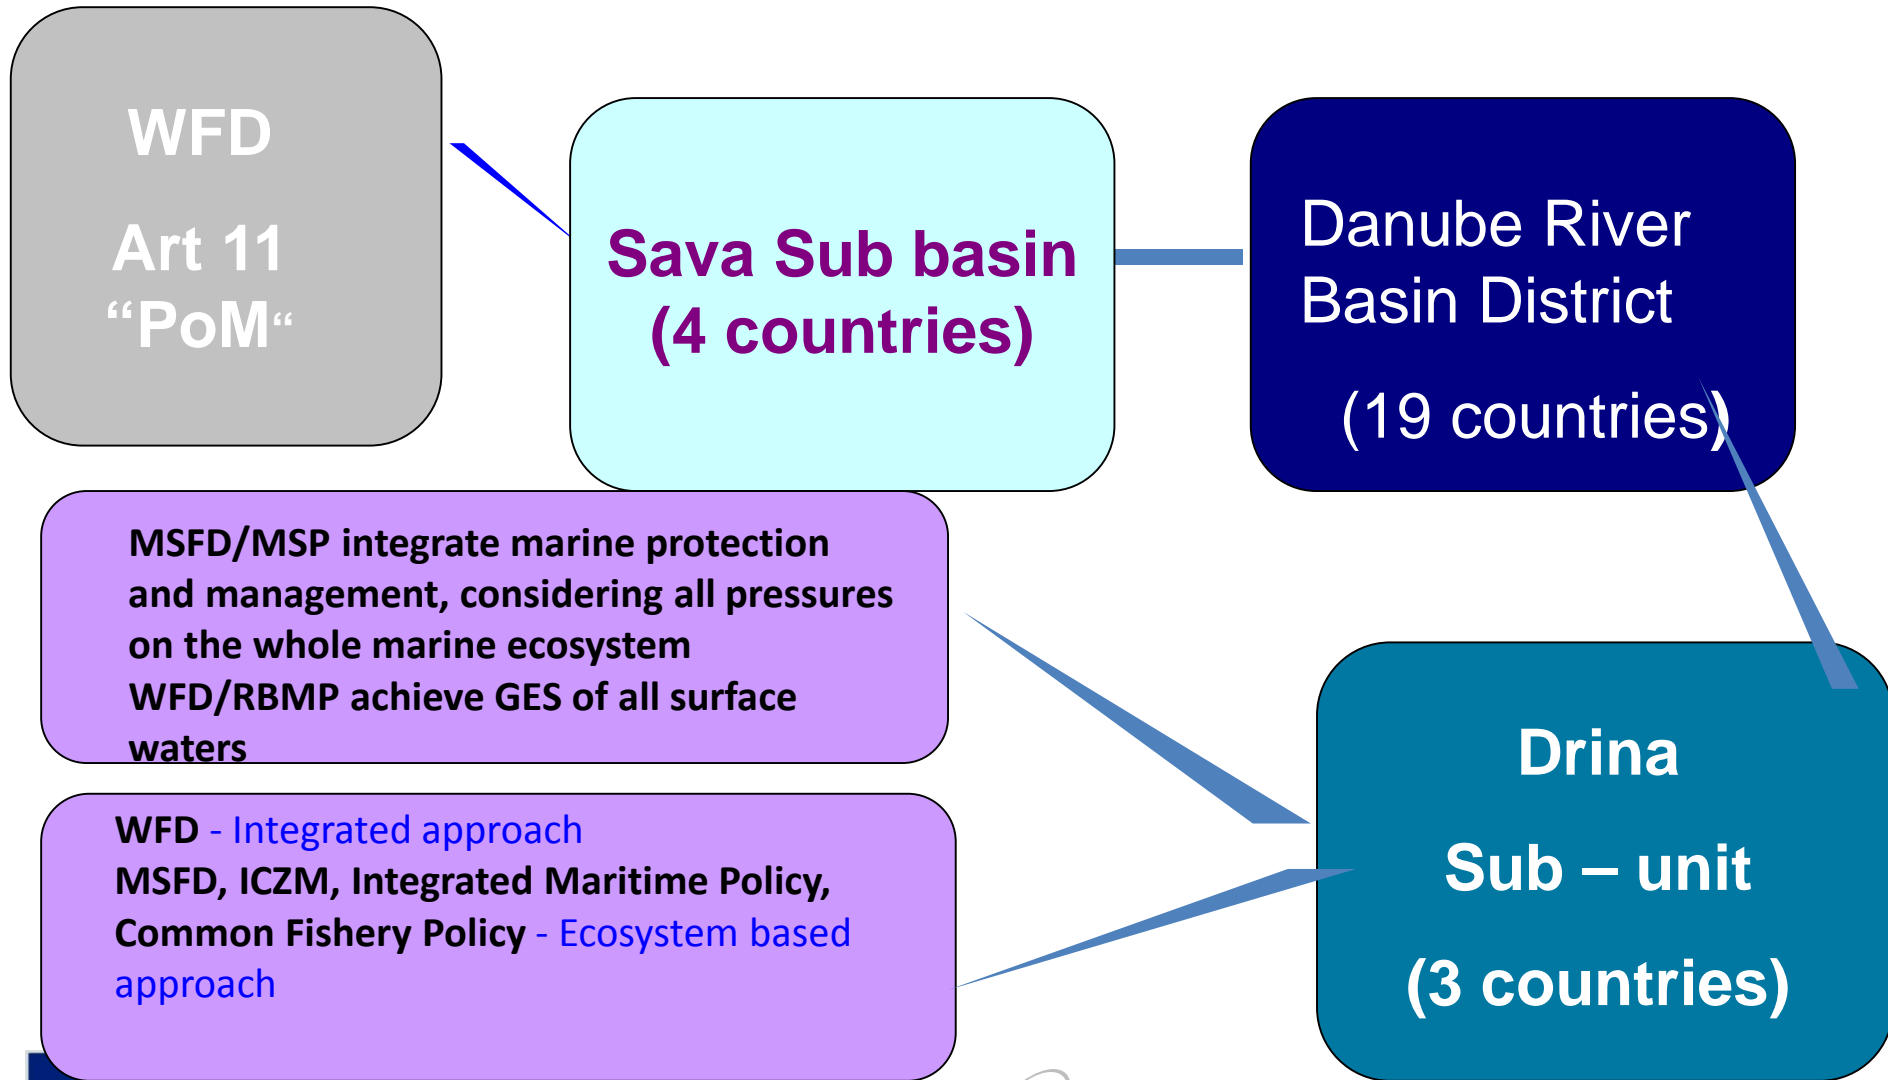 WFD
Art 11
“PoM“
Sava Sub basin
(4 countries)
Danube River
Basin District
(19 countries)
MSFD/MSP integrate marine protection
and management, considering all pressures
on the whole marine ecosystem
WFD/RBMP achieve GES of all surface
waters
WFD - Integrated approach
MSFD, ICZM, Integrated Maritime Policy,
Common Fishery Policy - Ecosystem based
approach
Drina
Sub – unit
(3 countries)